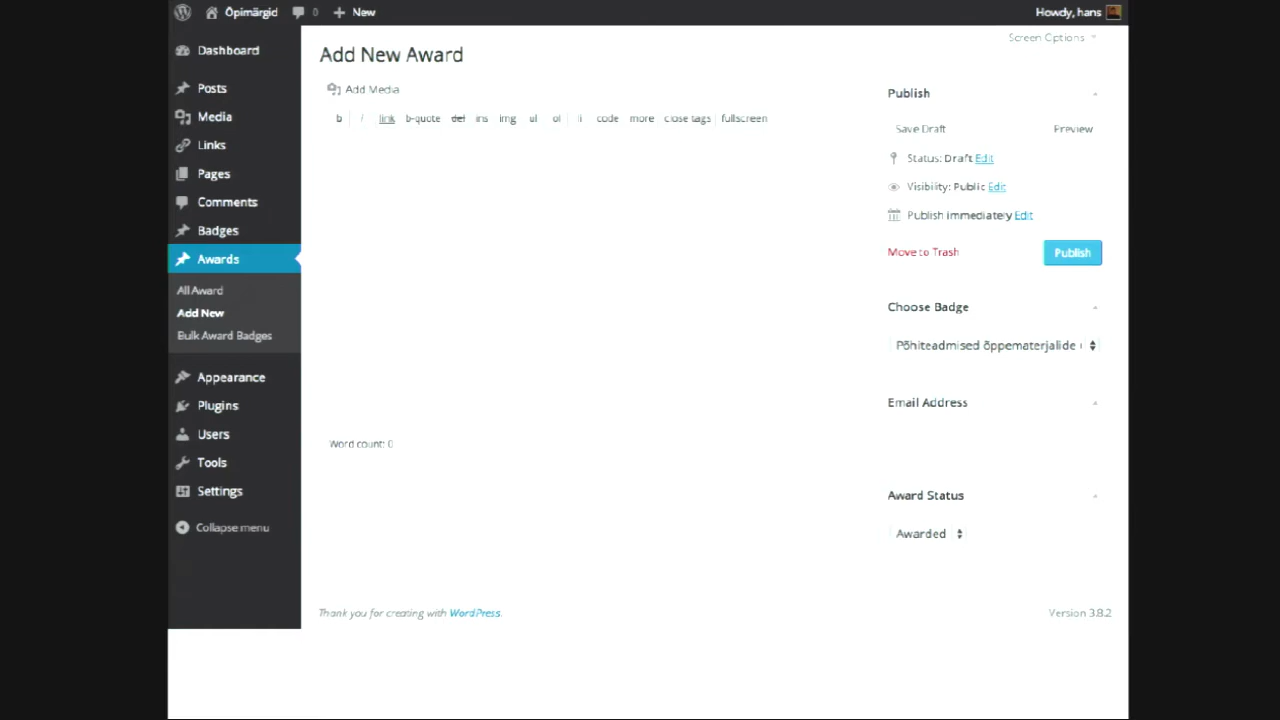 Õpimärgid 0 New Howdy, hans
Screen Options
Dashboard
Posts
Media
Links
Pages
Comments
Badges
Awards
All Award
Add New
Bulk Award Badges
Appearance
Plugins
Users
Tools
Settings
Collapse menu
Add New Award
Add Media
b i link b-quote del ins img ul ol li code more close tags fullscreen
Word count: 0
Publish
Save Draft Preview
Status: Draft Edit
Visibility: Public Edit
Publish immediately Edit
Move to Trash Publish
Choose Badge
Põhiteadmised õppematerjalide
Email Address
Award Status
Awarded
Thank you for creating with WordPress. Version 3.8.2